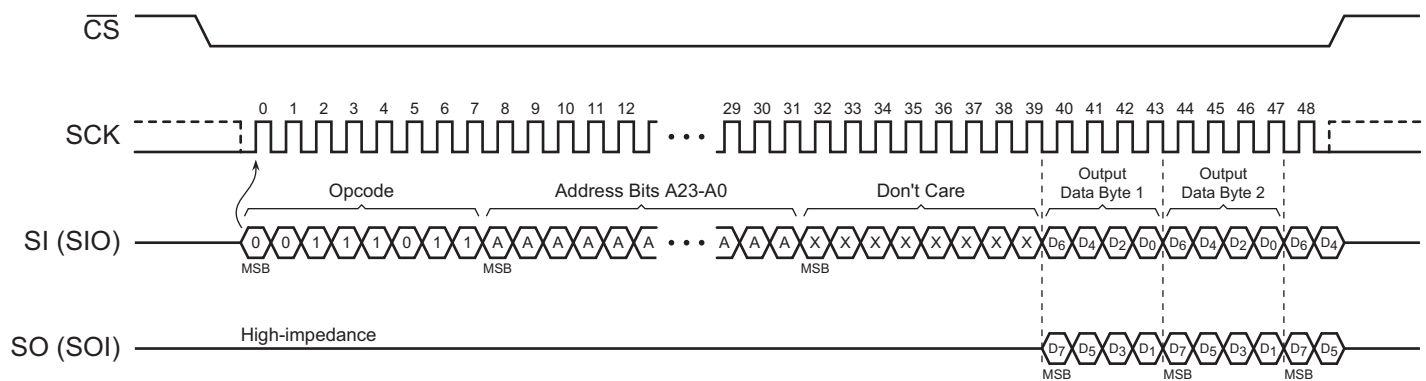 CS
0 1 2 3 4 5 6 7 8 9 10 11 12 29 30 31 32 33 34 35 36 37 38 39 40 41 42 43 44 45 46 47 48
SCK
Opcode Address Bits A23-A0 Don't Care Output Data Byte 1 Output Data Byte 2
SI (SIO) 0 0 1 1 1 0 1 1 A A A A A A A A A X X X X X X X X D6 D4 D2 D0 D6 D4 D2 D0 D6 D4
MSB MSB MSB
High-impedance
SO (SOI) D7 D5 D3 D1 D7 D5 D3 D1 D7 D5
MSB MSB MSB